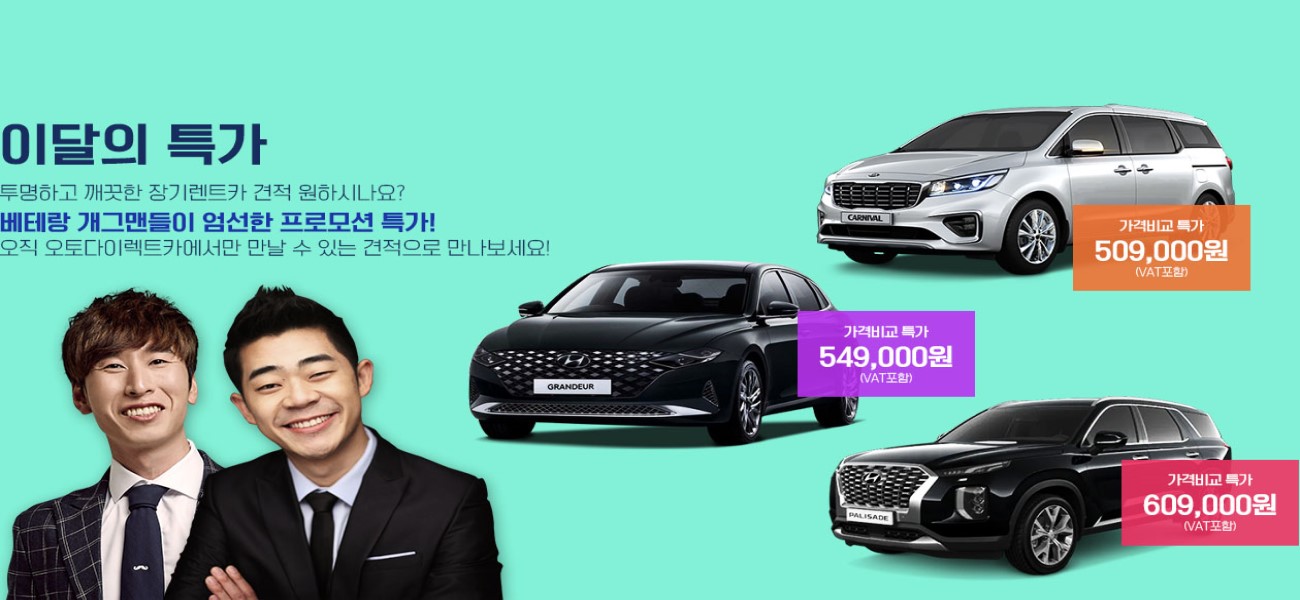 이달의 특가
투명하고 깨끗한 장기렌트카 견적 원하시나요?
베테랑 개그맨들이 엄선한 프로모션 특가!
오직 오토다이렉트카에서만 만날 수 있는 견적으로 만나보세요!
CARNIVAL
가격비교 특가
509,000원
(VAT포함)
GRANDEUR
가격비교 특가
549,000원
(VAT포함)
PALISADE
가격비교 특가
609,000원
(VAT포함)